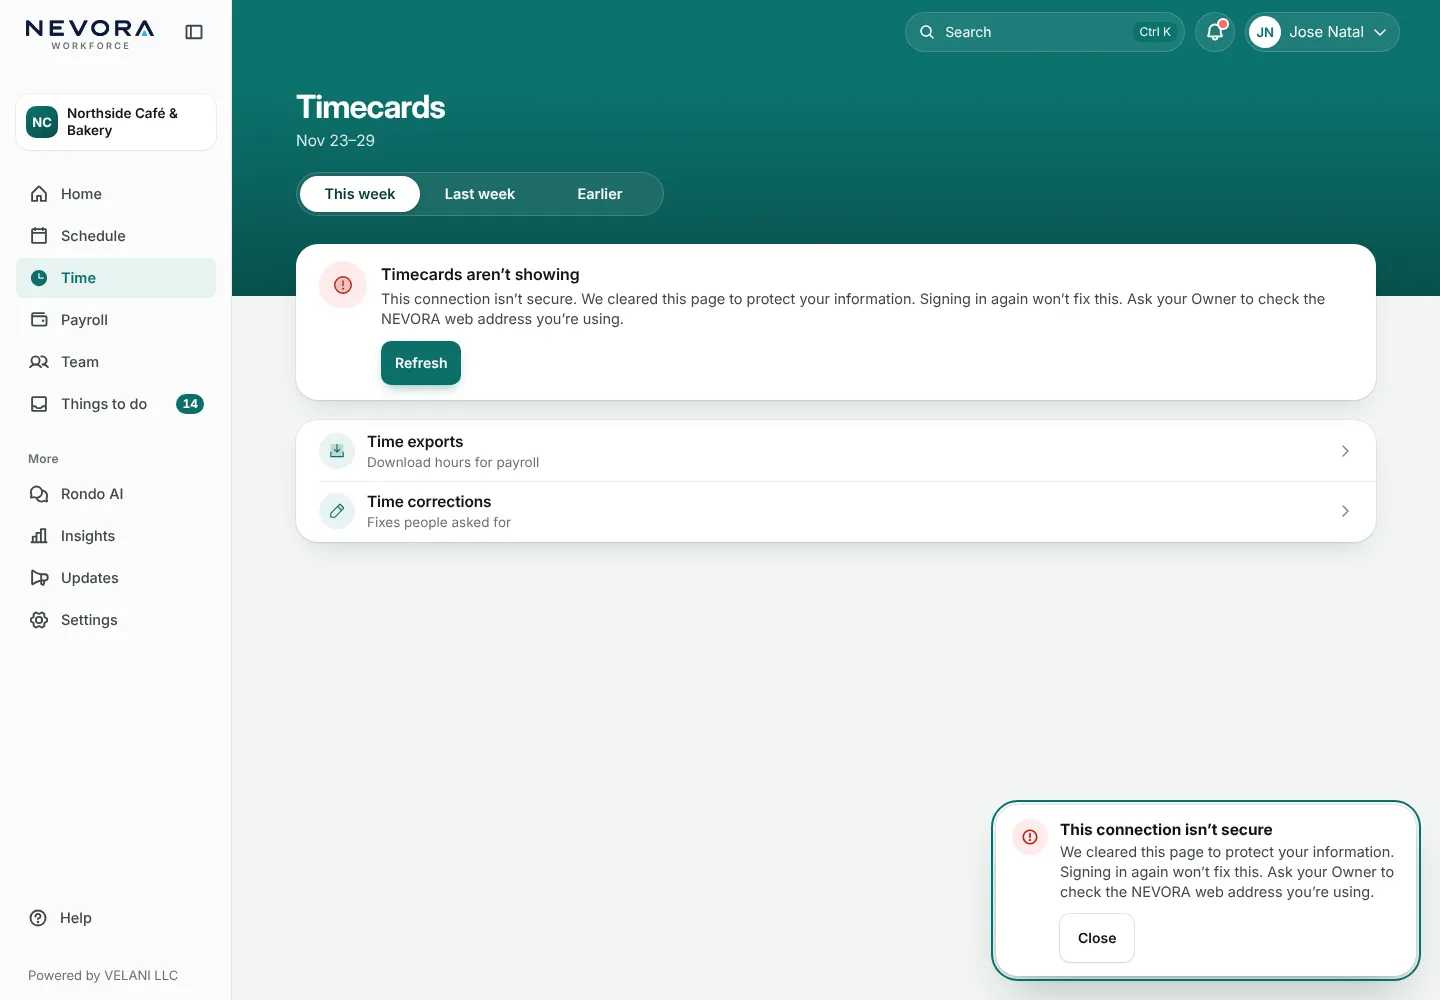 NEVORA
WORKFORCE
Search
Ctrl K
JN
Jose Natal
NC
Northside Café &
Bakery
Home
Schedule
Time
Payroll
Team
Things to do
14
More
Rondo AI
Insights
Updates
Settings
Help
Powered by VELANI LLC
Timecards
Nov 23–29
This week
Last week
Earlier
Timecards aren’t showing
This connection isn’t secure. We cleared this page to protect your information. Signing in again won’t fix this. Ask your Owner to check the
NEVORA web address you’re using.
Refresh
Time exports
Download hours for payroll
Time corrections
Fixes people asked for
This connection isn’t secure
We cleared this page to protect your information.
Signing in again won’t fix this. Ask your Owner to
check the NEVORA web address you’re using.
Close